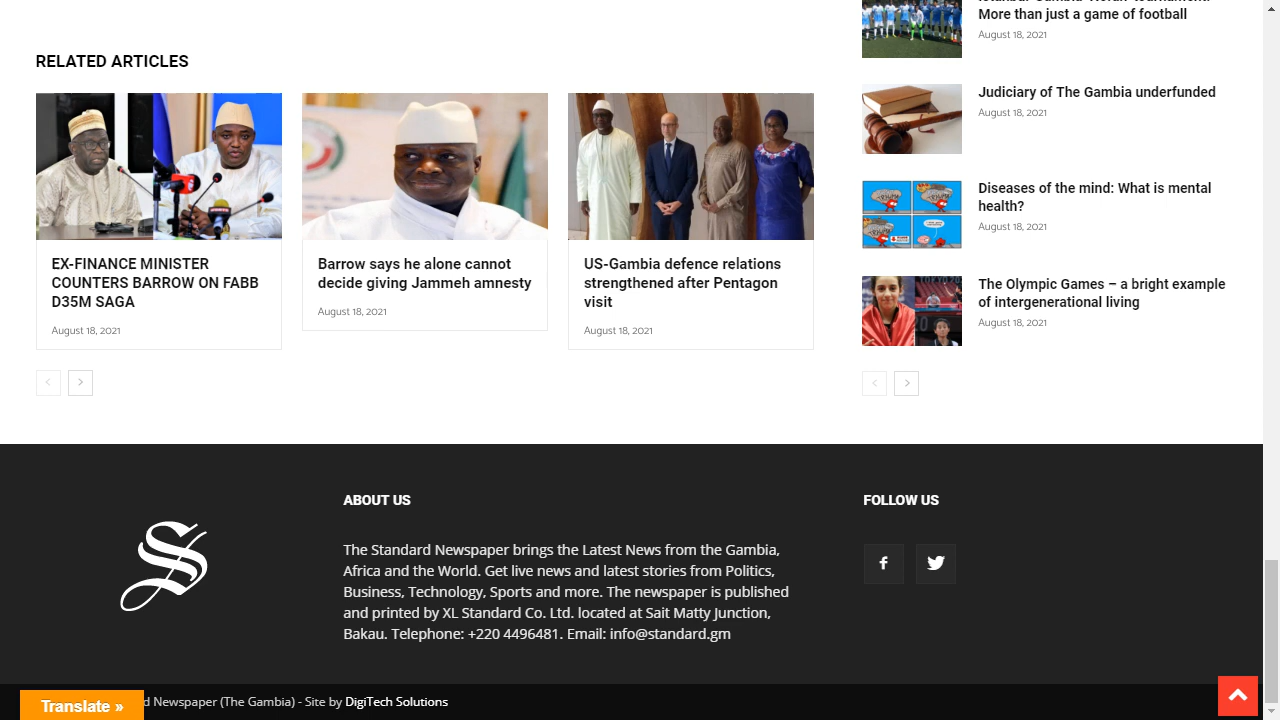 More than just a game of football
August 18, 2021
RELATED ARTICLES
Judiciary of The Gambia underfunded
August 18, 2021
Diseases of the mind: What is mental
health?
August 18, 2021
EX-FINANCE MINISTER
COUNTERS BARROW ON FABB
D35M SAGA
August 18, 2021
Barrow says he alone cannot
decide giving Jammeh amnesty
August 18, 2021
US-Gambia defence relations
strengthened after Pentagon
visit
August 18, 2021
The Olympic Games – a bright example
of intergenerational living
August 18, 2021
ABOUT US
The Standard Newspaper brings the Latest News from the Gambia,
Africa and the World. Get live news and latest stories from Politics,
Business, Technology, Sports and more. The newspaper is published
and printed by XL Standard Co. Ltd. located at Sait Matty Junction,
Bakau. Telephone: +220 4496481. Email: info@standard.gm
FOLLOW US
Translate »
d Newspaper (The Gambia) - Site by DigiTech Solutions